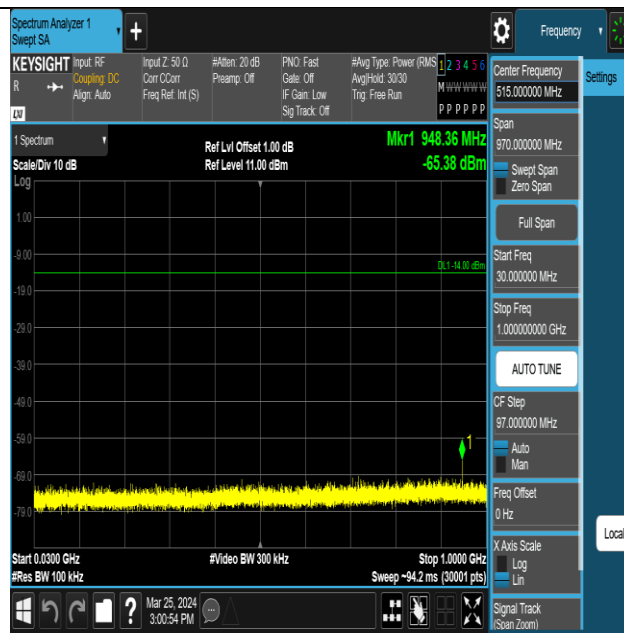 Spectrum Analyzer 1
Swept SA
+
Frequency
KEYSIGHT
R
LXI
Input: RF
Coupling: DC
Align: Auto
Input Z: 50 Ω
Corr CCorr
Freq Ref: Int (S)
#Atten: 20 dB
Preamp: Off
PNO: Fast
Gate: Off
IF Gain: Low
Sig Track: Off
#Avg Type: Power (RMS
Avg|Hold: 30/30
Trig: Free Run
1 2 3 4 5 6
M W W W W W
P P P P P P
Center Frequency
515.000000 MHz
Settings
Span
970.000000 MHz
Swept Span
Zero Span
Full Span
Start Freq
30.000000 MHz
Stop Freq
1.000000000 GHz
AUTO TUNE
CF Step
97.000000 MHz
Auto
Man
Freq Offset
0 Hz
X Axis Scale
Log
Lin
Local
Signal Track
(Span Zoom)
1 Spectrum
Scale/Div 10 dB
Ref Lvl Offset 1.00 dB
Ref Level 11.00 dBm
Mkr1 948.36 MHz
-65.38 dBm
Log
1.00
-9.00
DL1 -14.00 dBm
-19.0
-29.0
-39.0
-49.0
-59.0
1
-69.0
-79.0
Start 0.0300 GHz
#Res BW 100 kHz
#Video BW 300 kHz
Stop 1.0000 GHz
Sweep ~94.2 ms (30001 pts)
?
Mar 25, 2024
3:00:54 PM